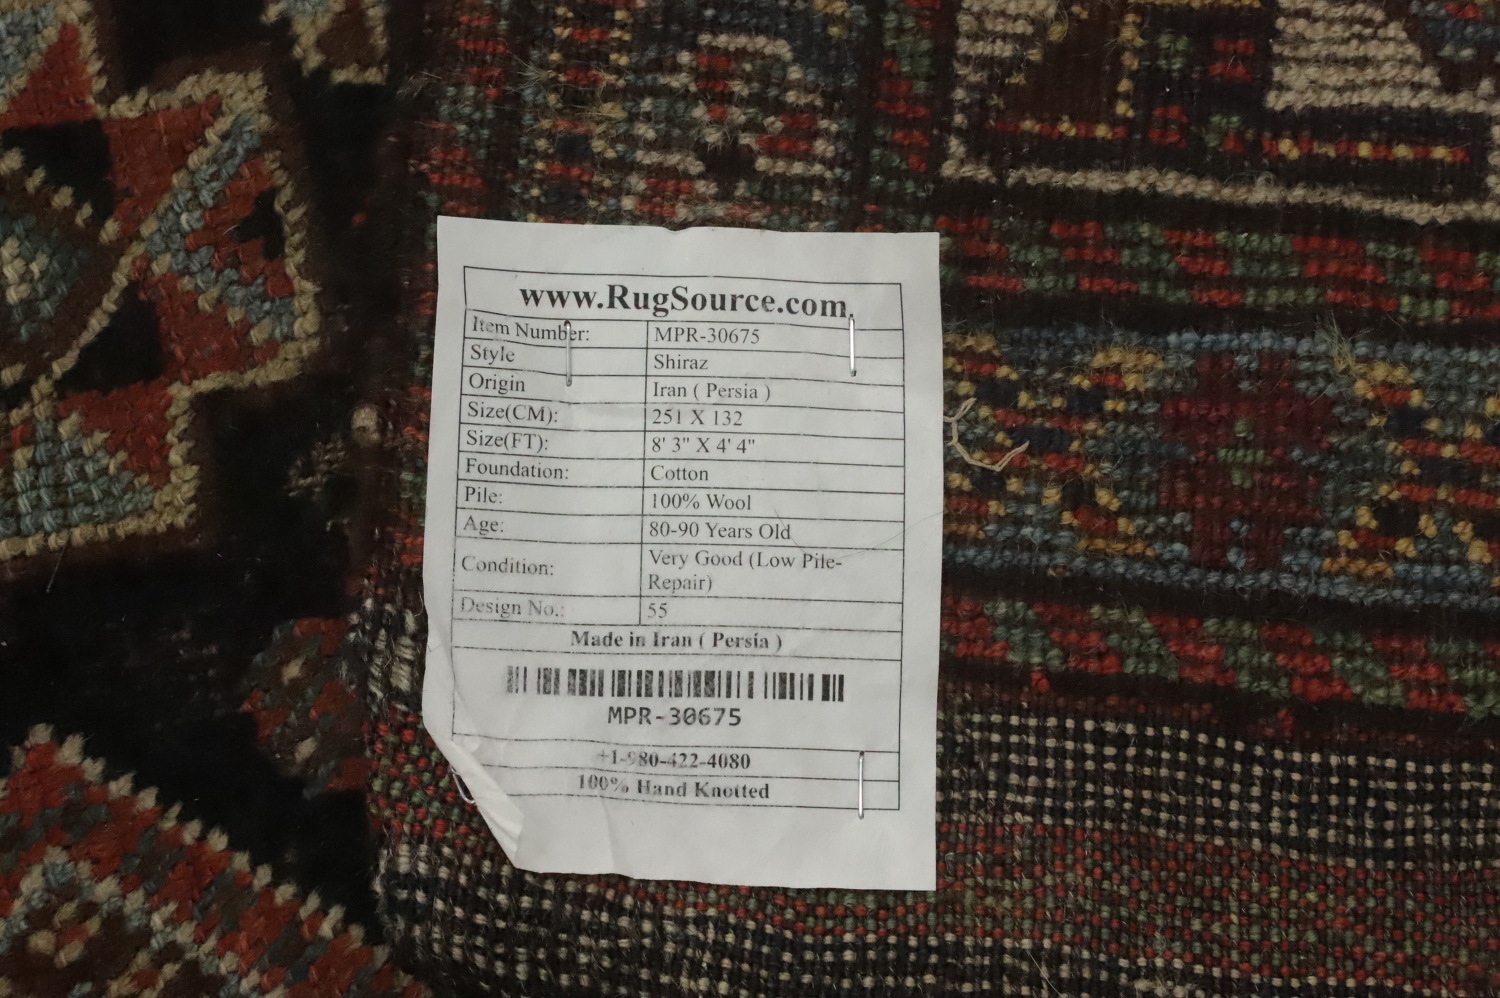 www.RugSource.com
Item Number: MPR-30675
Style Shiraz
Origin Iran ( Persia )
Size(CM): 251 X 132
Size(FT): 8' 3" X 4' 4"
Foundation: Cotton
Pile: 100% Wool
Age: 80-90 Years Old
Condition: Very Good (Low Pile-
Repair)
Design No.: 55
Made in Iran ( Persia )
MPR-30675
+1-980-422-4080
100% Hand Knotted